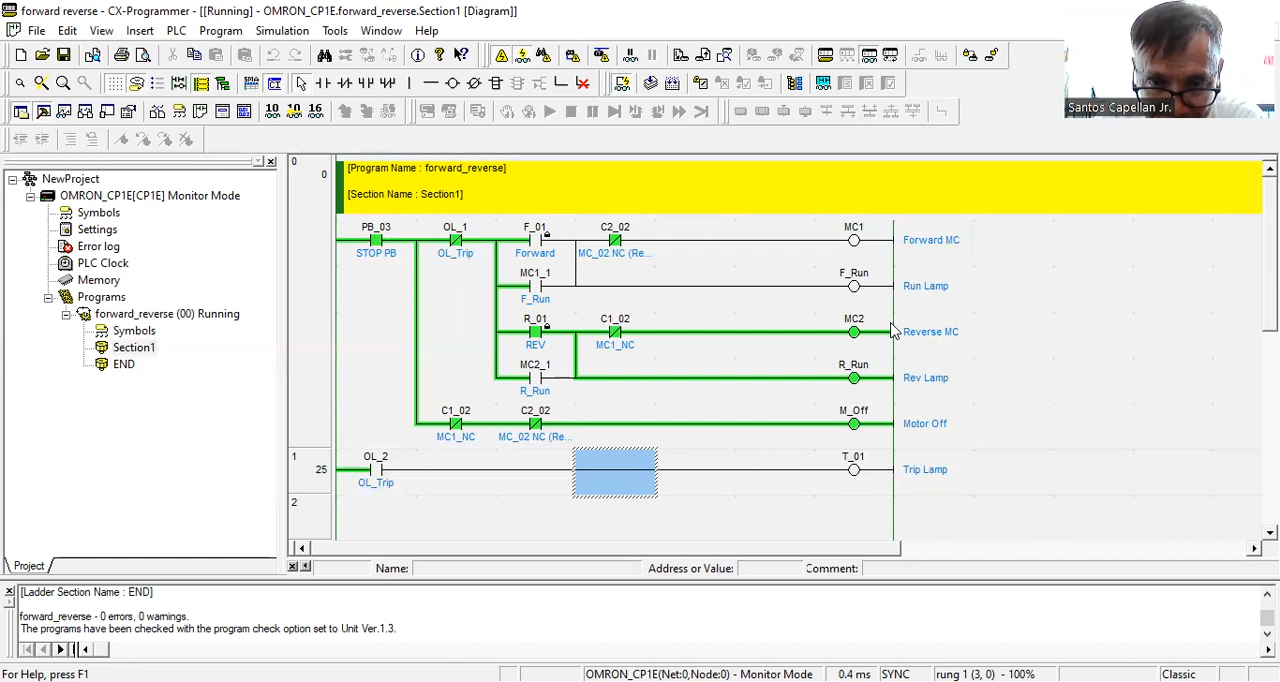 forward reverse - CX-Programmer - [[Running] - OMRON_CP1E.forward_reverse.Section1 [Diagram]]
File Edit View Insert PLC Program Simulation Tools Window Help
Santos Capellan Jr.
10 10 16
NewProject
OMRON_CP1E[CP1E] Monitor Mode
Symbols
Settings
Error log
PLC Clock
Memory
Programs
forward_reverse (00) Running
Symbols
Section1
END
Project
0
0
[Program Name : forward_reverse]
[Section Name : Section1]
PB_03 OL_1 F_01 C2_02 MC1
Forward MC
STOP PB OL_Trip Forward MC_02 NC (Re...
MC1_1 F_Run
Run Lamp
F_Run
R_01 C1_02 MC2
Reverse MC
REV MC1_NC
MC2_1 R_Run
Rev Lamp
R_Run
C1_02 C2_02 M_Off
Motor Off
MC1_NC MC_02 NC (Re...
1 OL_2 T_01
25 Trip Lamp
OL_Trip
2
Name: Address or Value: Comment:
[Ladder Section Name : END]
forward_reverse - 0 errors, 0 warnings.
The programs have been checked with the program check option set to Unit Ver.1.3.
For Help, press F1 OMRON_CP1E(Net:0,Node:0) - Monitor Mode 0.4 ms SYNC rung 1 (3, 0) - 100% Classic